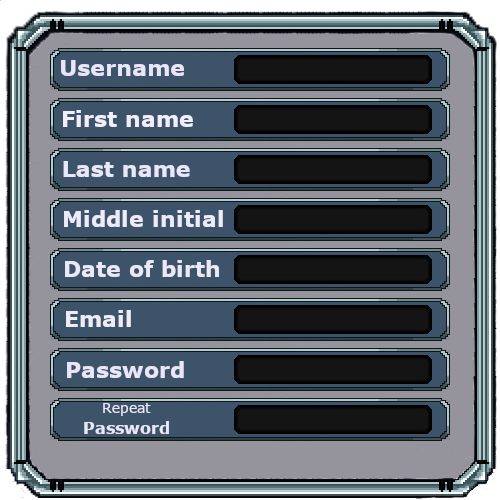 Username
First name
Last name
Middle initial
Date of birth
Email
Password
Repeat
Password